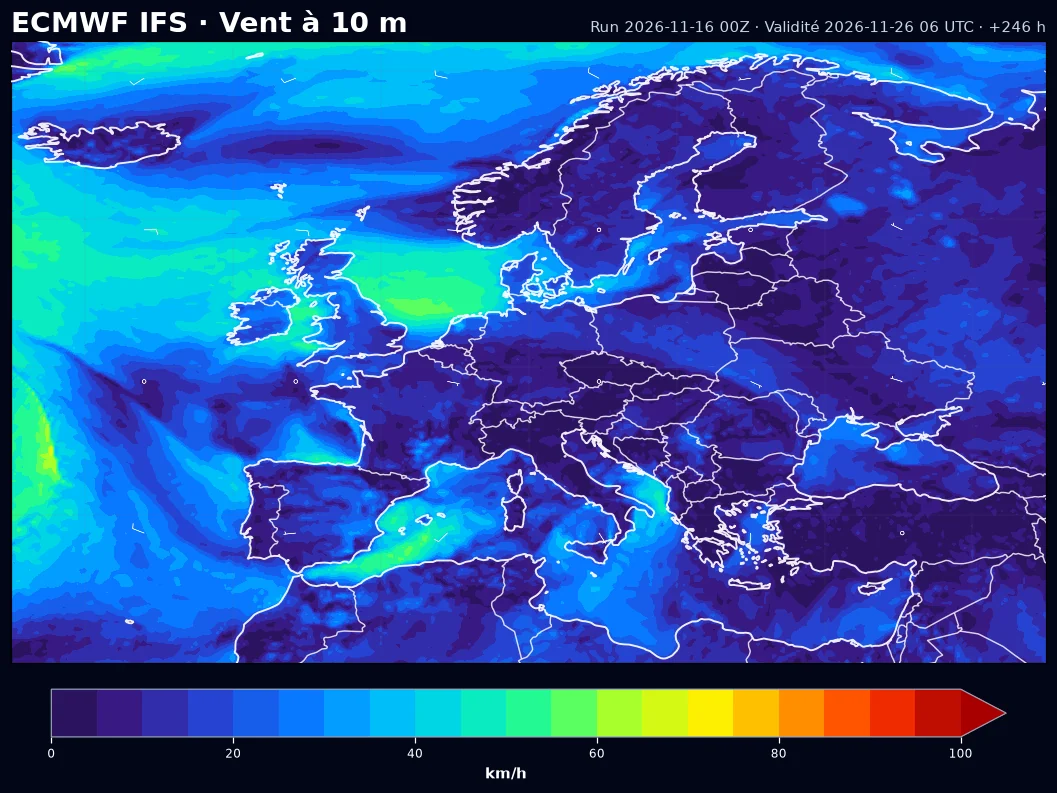 ECMWF IFS · Vent à 10 m
Run 2026-11-16 00Z · Validité 2026-11-26 06 UTC · +246 h
0 20 40 60 80 100
km/h